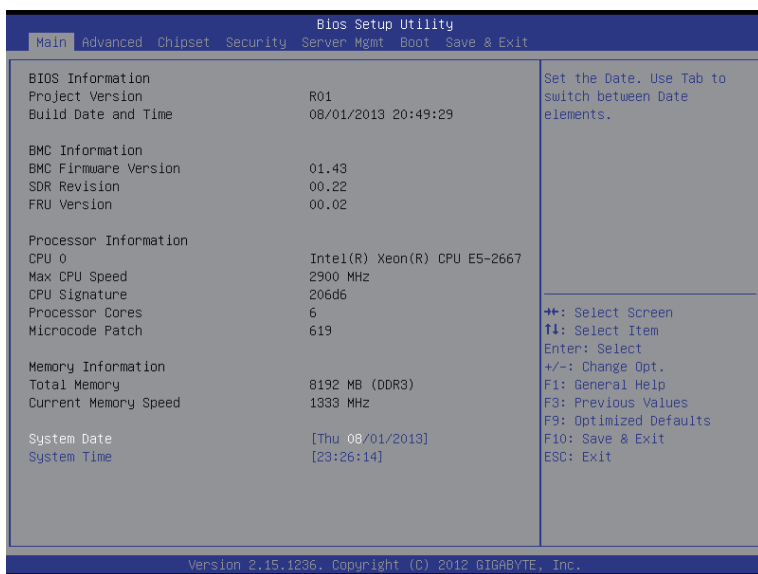 Bios Setup Utility
Main Advanced Chipset Security Server Mgmt Boot Save & Exit
BIOS Information
Project Version R01
Build Date and Time 08/01/2013 20:49:29
BMC Information
BMC Firmware Version 01.43
SDR Revision 00.22
FRU Version 00.02
Processor Information
CPU 0 Intel(R) Xeon(R) CPU E5-2667
Max CPU Speed 2900 MHz
CPU Signature 206d6
Processor Cores 6
Microcode Patch 619
Memory Information
Total Memory 8192 MB (DDR3)
Current Memory Speed 1333 MHz
System Date [Thu 08/01/2013]
System Time [23:26:14]
Set the Date. Use Tab to
switch between Date
elements.
→←: Select Screen
↑↓: Select Item
Enter: Select
+/-: Change Opt.
F1: General Help
F3: Previous Values
F9: Optimized Defaults
F10: Save & Exit
ESC: Exit
Version 2.15.1236. Copyright (C) 2012 GIGABYTE, Inc.